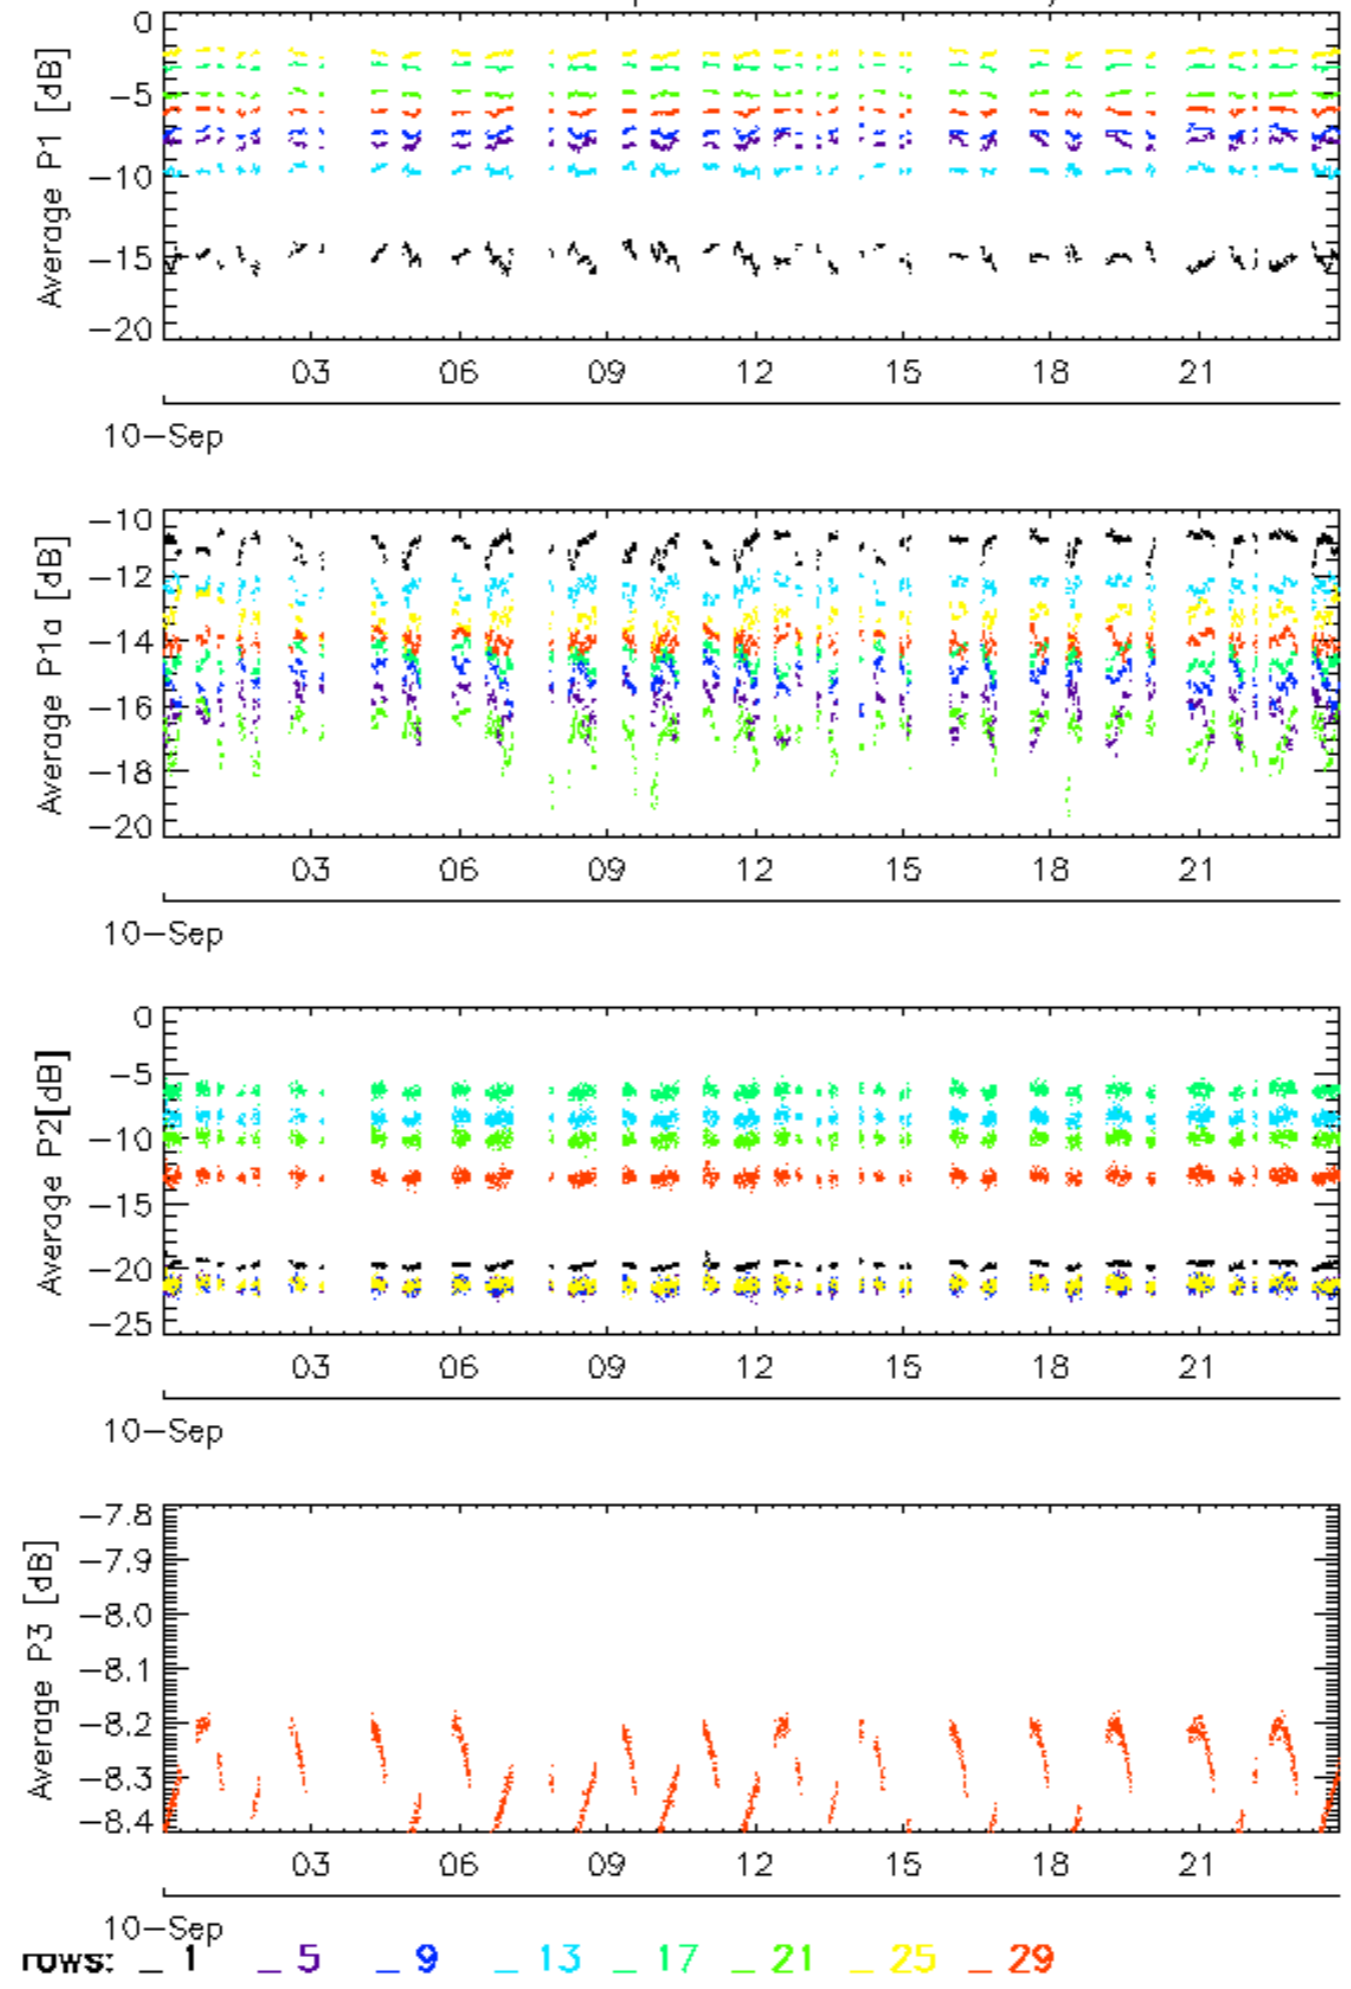 Average P1 [dB]
0
−5
−10
−15
−20
03 06 09 12 15 18 21
10−Sep
Average P1a [dB]
−10
−12
−14
−16
−18
−20
03 06 09 12 15 18 21
10−Sep
Average P2[dB]
0
−5
−10
−15
−20
−25
03 06 09 12 15 18 21
10−Sep
Average P3 [dB]
−7.8
−7.9
−8.0
−8.1
−8.2
−8.3
−8.4
03 06 09 12 15 18 21
10−Sep
rows: _ 1 _ 5 _ 9 _ 13 _ 17 _ 21 _ 25 _ 29